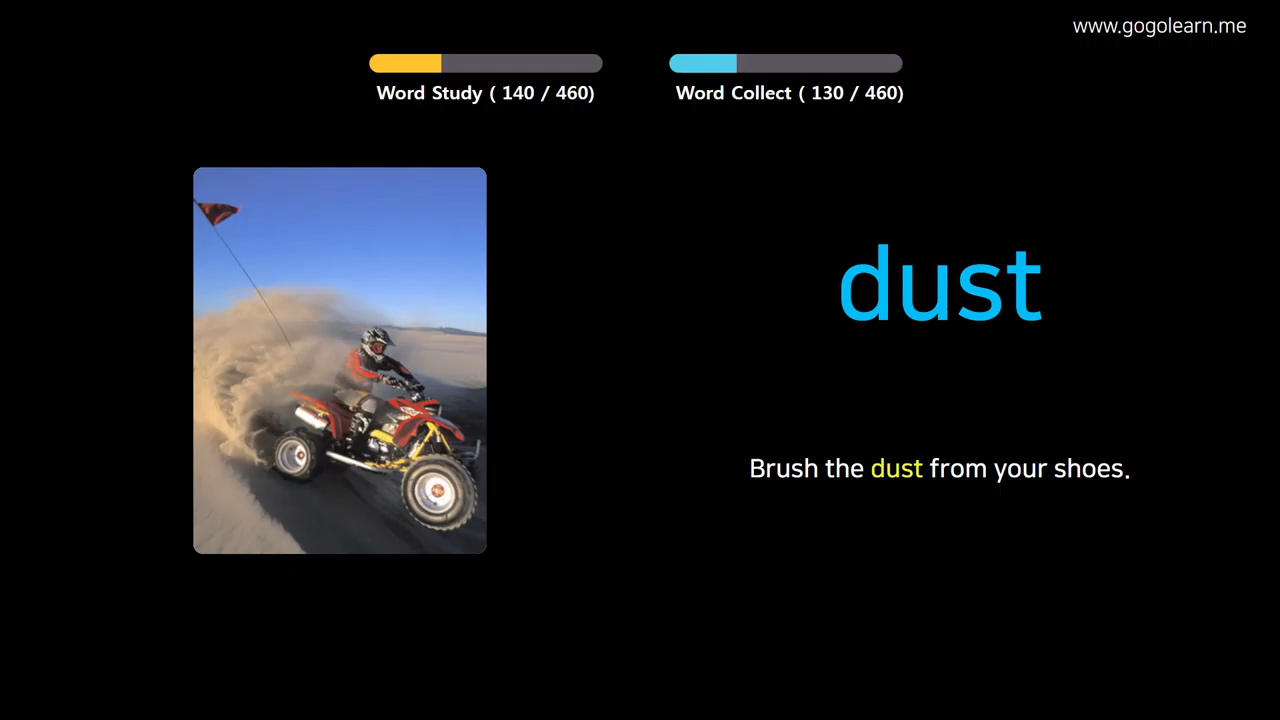 www.gogolearn.me
Word Study ( 140 / 460)
Word Collect ( 130 / 460)
dust
Brush the dust from your shoes.